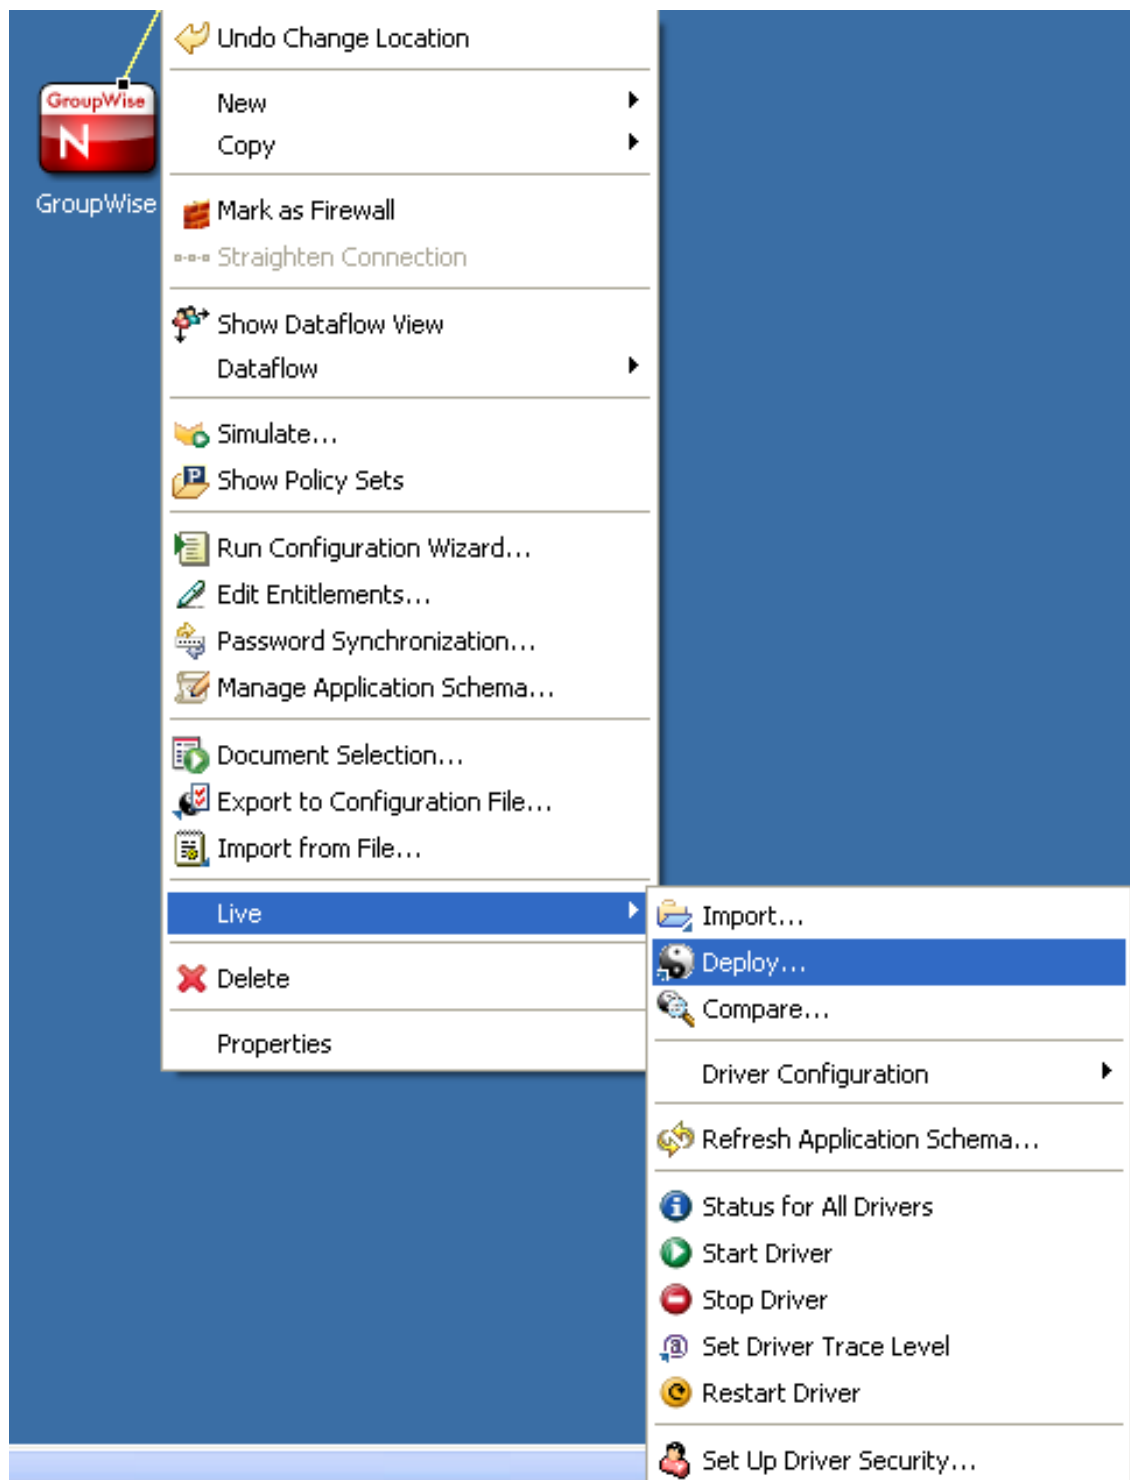 Undo Change Location
New
Copy
GroupWise
N
GroupWise
Mark as Firewall
Straighten Connection
Show Dataflow View
Dataflow
Simulate...
Show Policy Sets
Run Configuration Wizard...
Edit Entitlements...
Password Synchronization...
Manage Application Schema...
Document Selection...
Export to Configuration File...
Import from File...
Live
Delete
Properties
Import...
Deploy...
Compare...
Driver Configuration
Refresh Application Schema...
Status for All Drivers
Start Driver
Stop Driver
Set Driver Trace Level
Restart Driver
Set Up Driver Security...